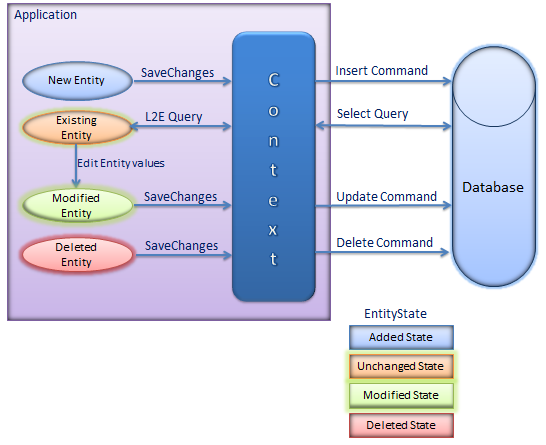 Application
New Entity
SaveChanges
Insert Command
Existing
Entity
L2E Query
Select Query
Edit Entity values
Modified
Entity
SaveChanges
Update Command
Deleted
Entity
SaveChanges
Delete Command
Context
Database
EntityState
Added State
Unchanged State
Modified State
Deleted State